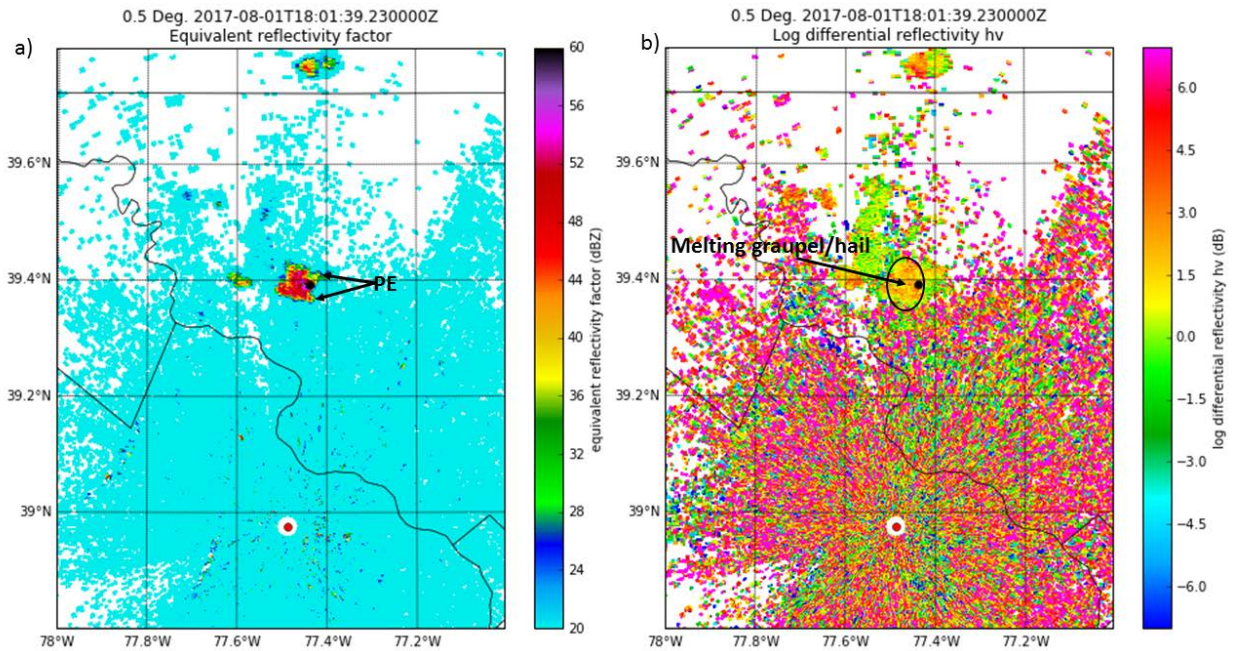 a)
0.5 Deg. 2017-08-01T18:01:39.230000Z
Equivalent reflectivity factor
39.6°N
39.4°N
39.2°N
39°N
78°W
77.8°W
77.6°W
77.4°W
77.2°W
PE
60
56
52
48
44
40
36
32
28
24
20
equivalent reflectivity factor (dBZ)
b)
0.5 Deg. 2017-08-01T18:01:39.230000Z
Log differential reflectivity hv
39.6°N
39.4°N
39.2°N
39°N
78°W
77.8°W
77.6°W
77.4°W
77.2°W
Melting graupel/hail
6.0
4.5
3.0
1.5
0.0
−1.5
−3.0
−4.5
−6.0
log differential reflectivity hv (dB)